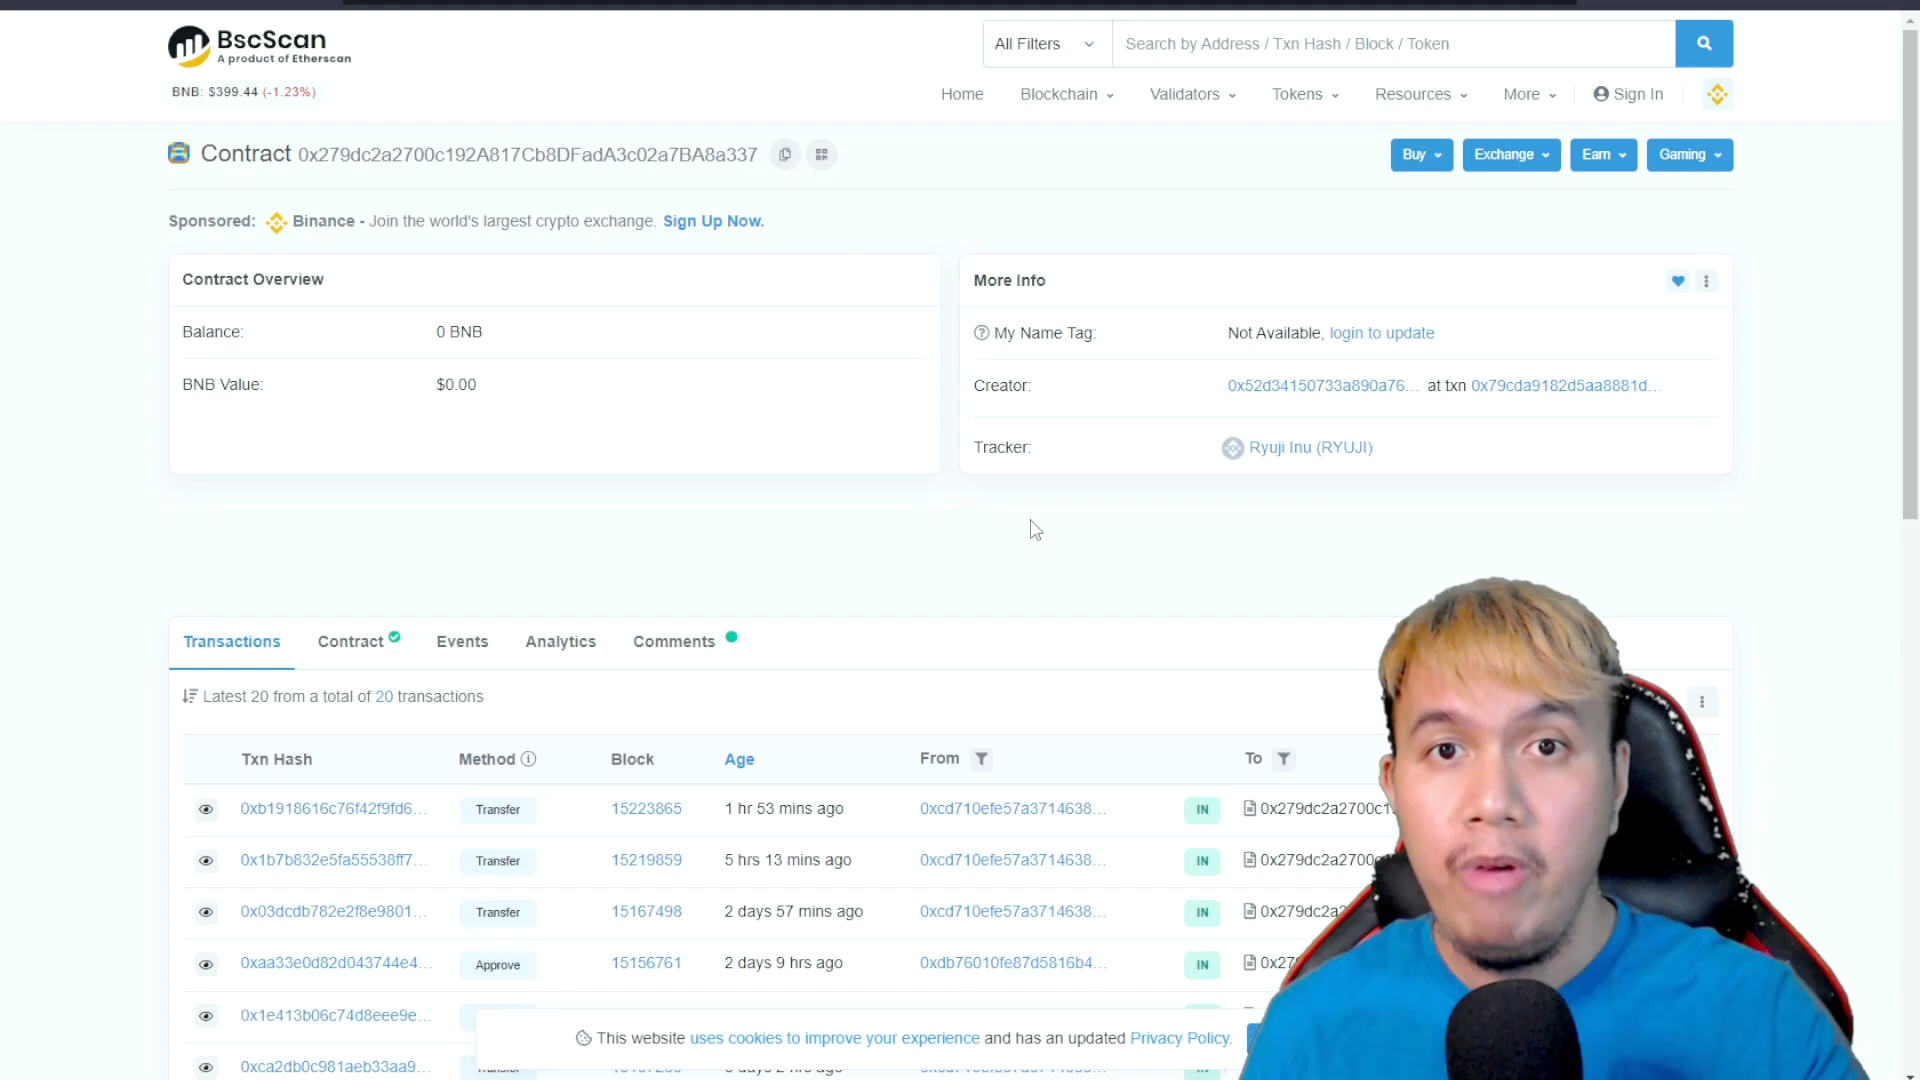 BscScan
A product of Etherscan
All Filters
Search by Address / Txn Hash / Block / Token
BNB: $399.44 (-1.23%)
Home Blockchain Validators Tokens Resources More Sign In
Contract 0x279dc2a2700c192A817Cb8DFadA3c02a7BA8a337
Buy Exchange Earn Gaming
Sponsored: Binance - Join the world's largest crypto exchange. Sign Up Now.
Contract Overview
Balance: 0 BNB
BNB Value: $0.00
More Info
My Name Tag: Not Available, login to update
Creator: 0x52d34150733a890a76... at txn 0x79cda9182d5aa8881d...
Tracker: Ryuji Inu (RYUJI)
Transactions Contract Events Analytics Comments
Latest 20 from a total of 20 transactions
Txn Hash Method Block Age From To
0xb1918616c76f42f9fd6... Transfer 15223865 1 hr 53 mins ago 0xcd710efe57a3714638... IN 0x279dc2a2700c1
0x1b7b832e5fa55538ff7... Transfer 15219859 5 hrs 13 mins ago 0xcd710efe57a3714638... IN 0x279dc2a2700c
0x03dcdb782e2f8e9801... Transfer 15167498 2 days 57 mins ago 0xcd710efe57a3714638... IN 0x279dc2a2
0xaa33e0d82d043744e4... Approve 15156761 2 days 9 hrs ago 0xdb76010fe87d5816b4... IN 0x279
0x1e413b06c74d8eee9e...
This website uses cookies to improve your experience and has an updated Privacy Policy.
0xca2db0c981aeb33aa9...